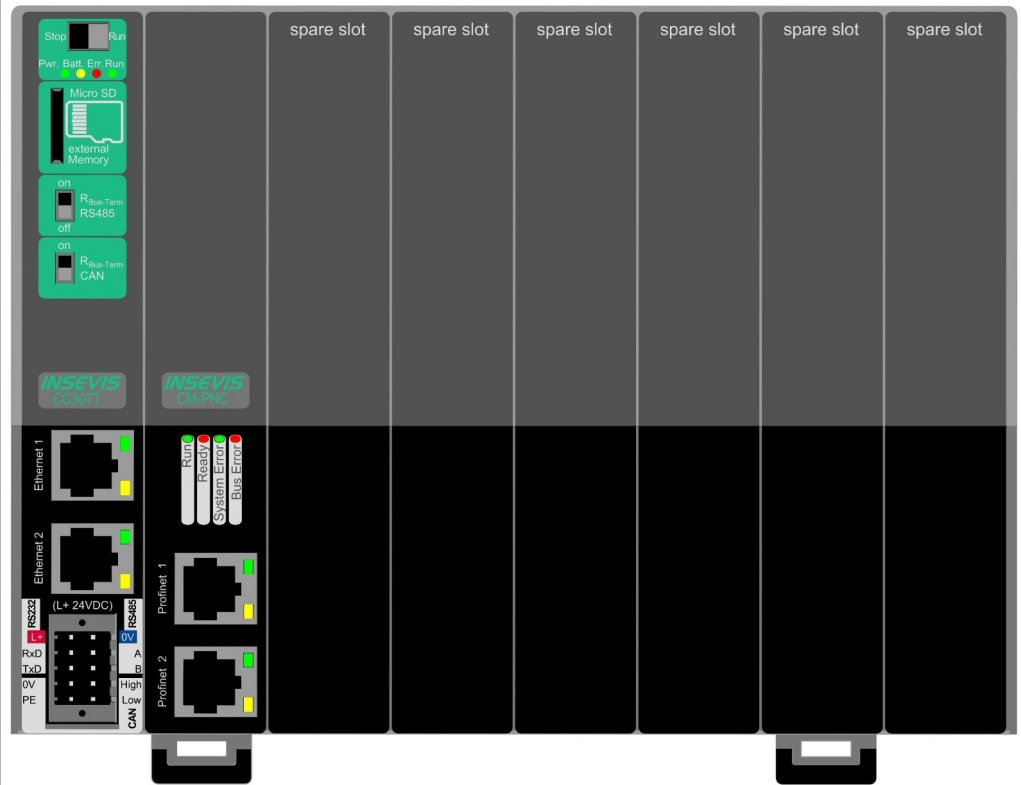 Stop Run
Pwr. Batt. Err. Run
Micro SD
external
Memory
on
RBus-Term
RS485
off
on
RBus-Term
CAN
INSEVIS
CC307T
Ethernet 1
Ethernet 2
RS232 (L+ 24VDC) RS485
L+ 0V
RxD A
TxD B
0V High
PE Low
CAN
INSEVIS
CM-PNC
Run
Ready
System Error
Bus Error
Profinet 1
Profinet 2
spare slot
spare slot
spare slot
spare slot
spare slot
spare slot